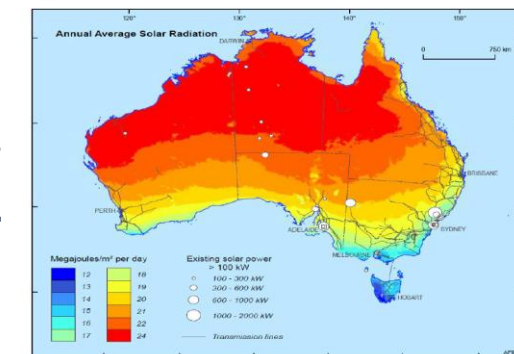 120°
130°
140°
150°
Annual Average Solar Radiation
DARWIN
0
750 km
BRISBANE
PERTH
ADELAIDE
SYDNEY
MELBOURNE
HOBART
Megajoules/m² per day
12
13
14
15
16
17
18
19
20
21
22
24
Existing solar power
> 100 kW
100 - 300 kW
300 - 600 kW
600 - 1000 kW
1000 - 2000 kW
Transmission lines